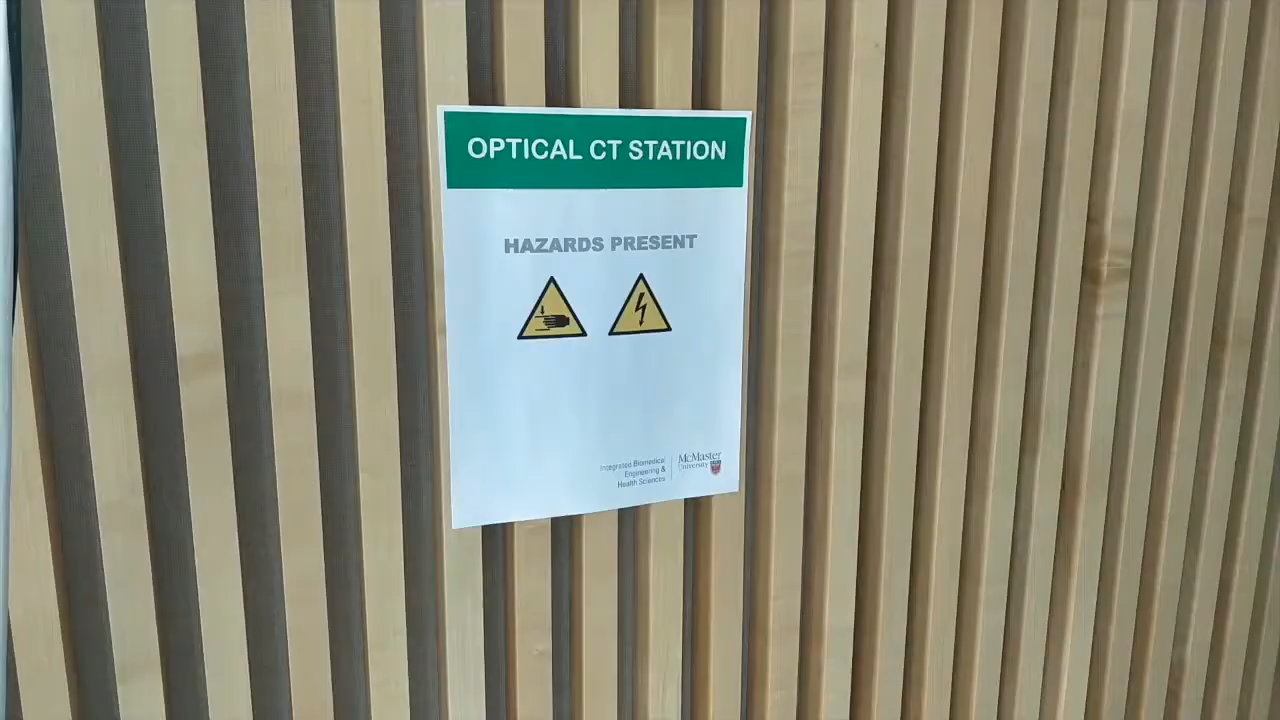 OPTICAL CT STATION
HAZARDS PRESENT
Integrated Biomedical
Engineering &
Health Sciences
McMaster
University